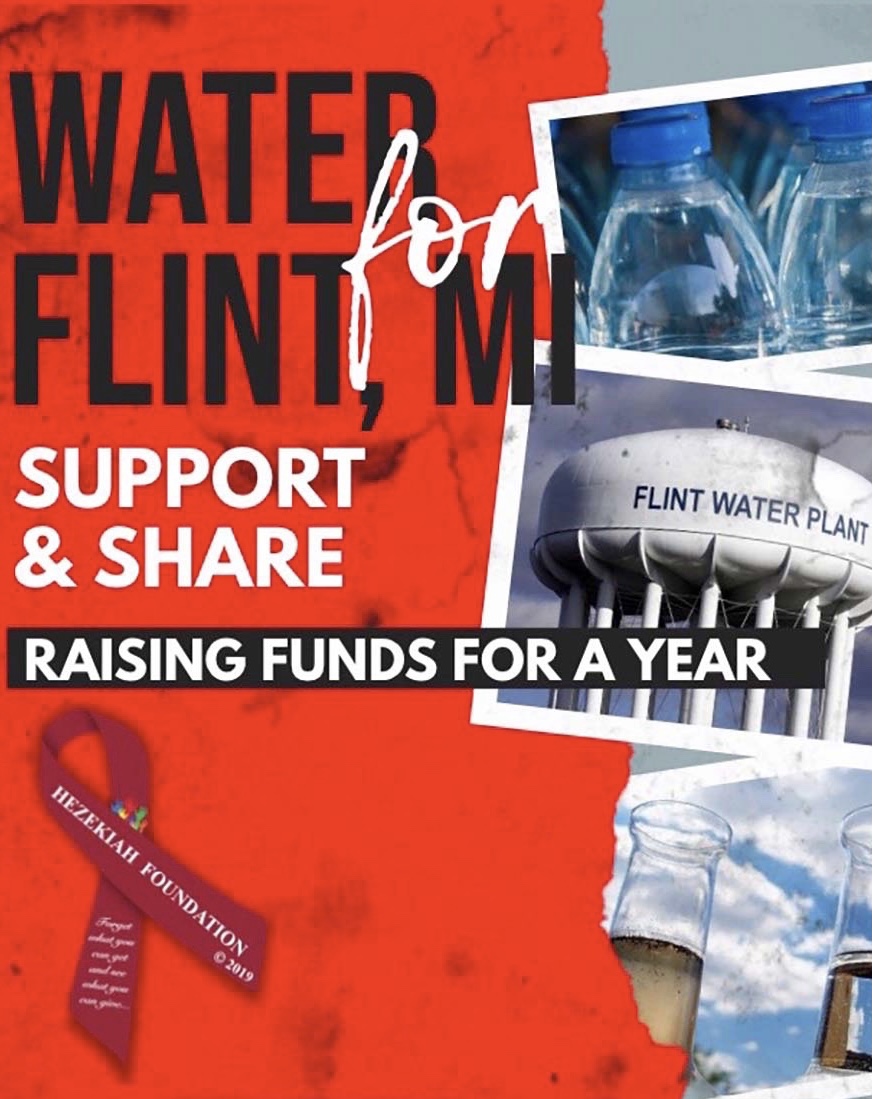 WATER
for
FLINT, MI
SUPPORT
& SHARE
FLINT WATER PLANT
RAISING FUNDS FOR A YEAR
HEZEKIAH FOUNDATION
© 2019
Forget
what you
can get
and see
what you
can give...